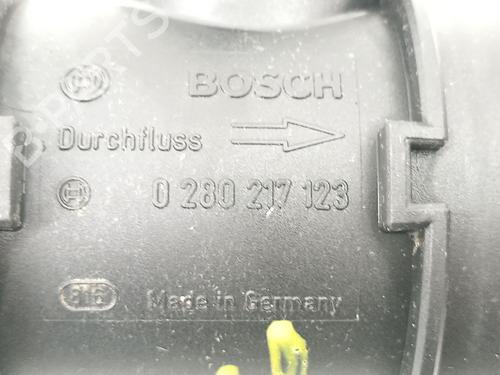 BOSCH
Durchfluss
0 280 217 123
Made in Germany